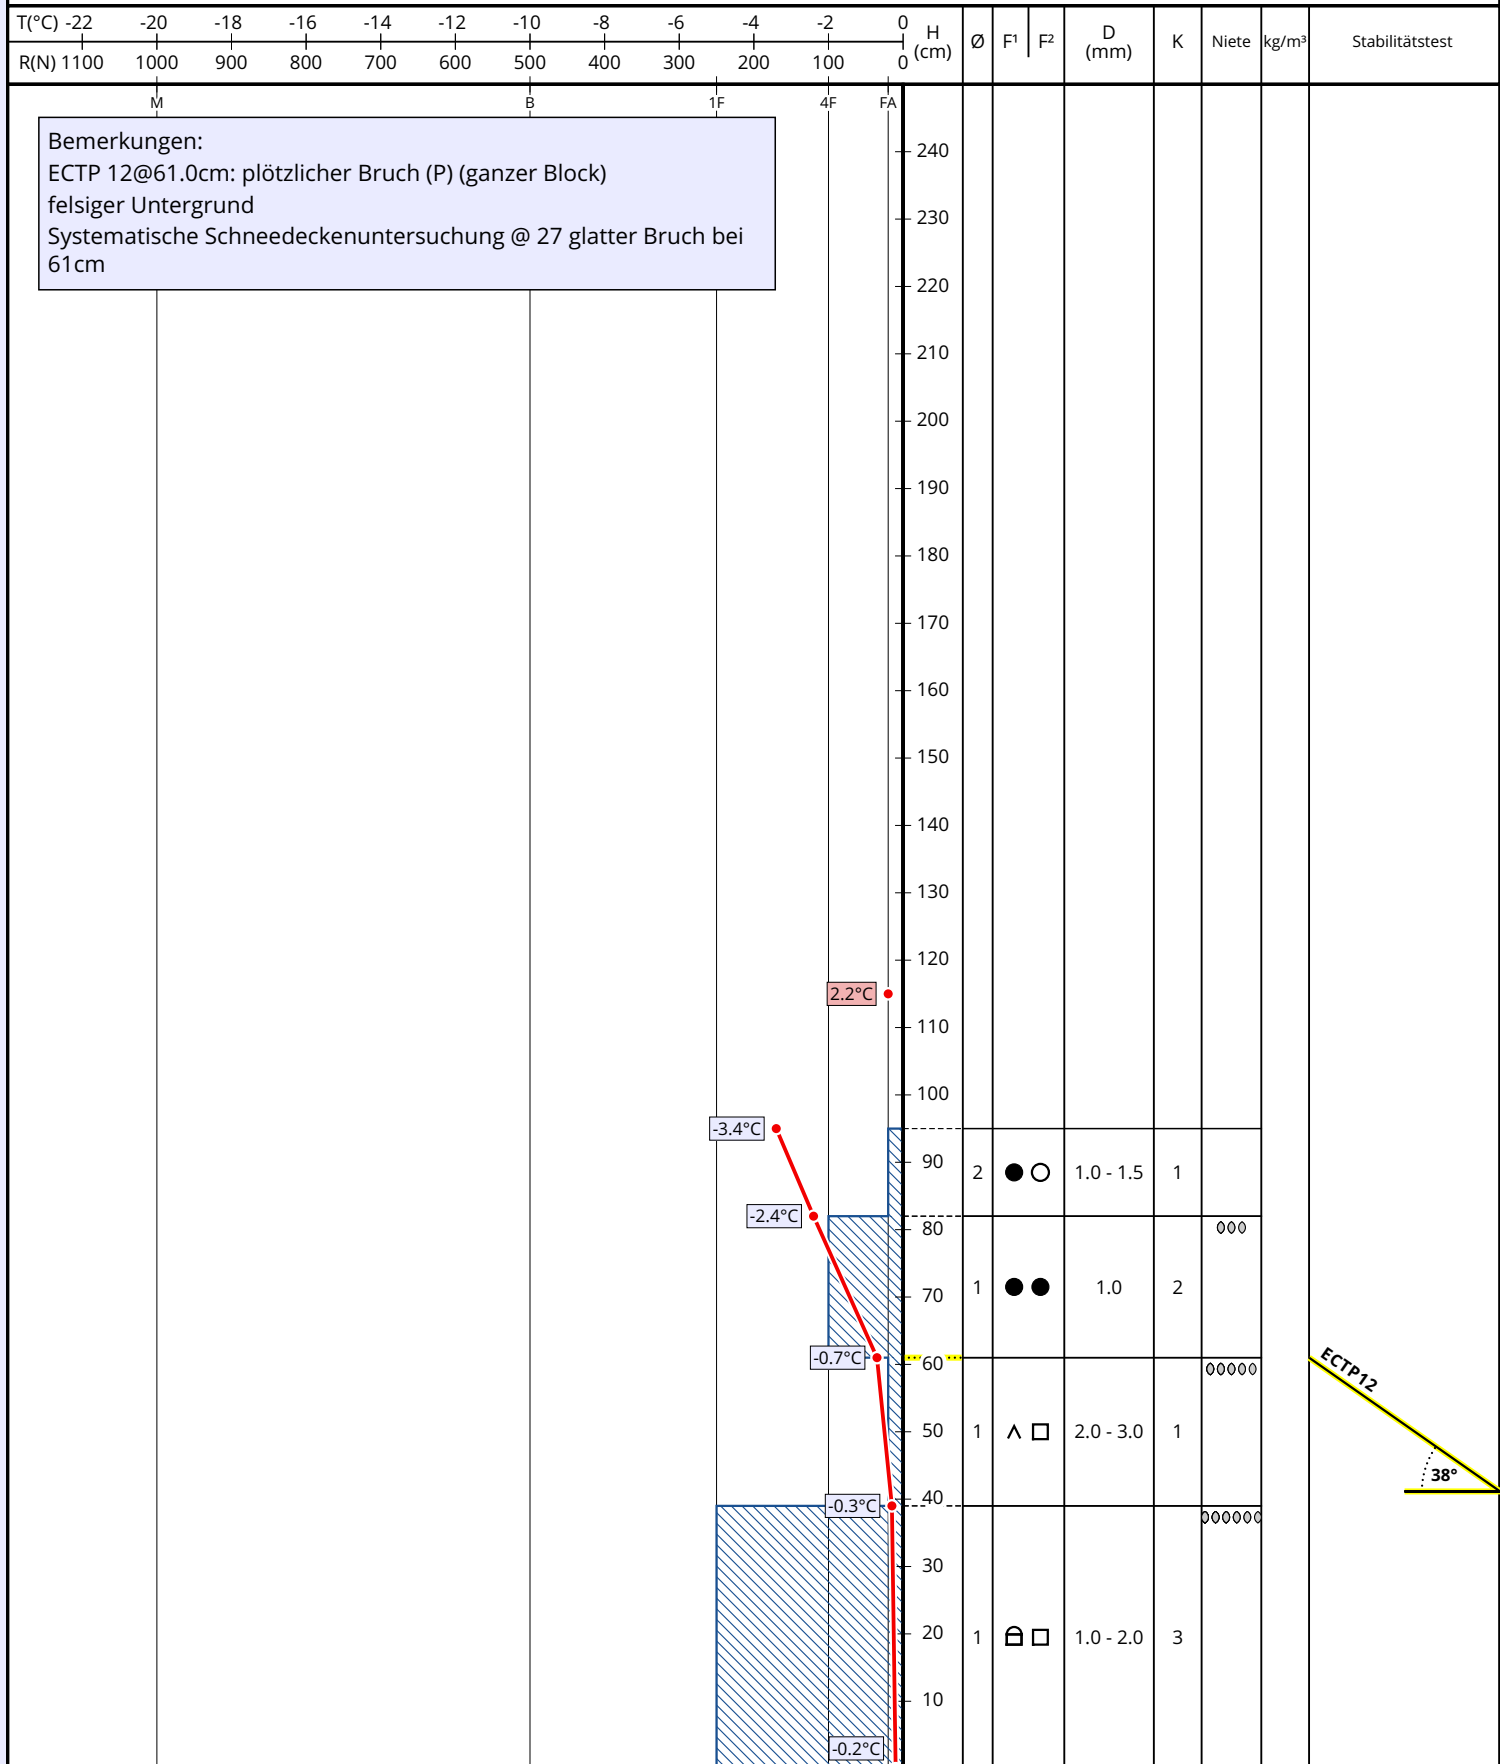 T(°C) -22 -20 -18 -16 -14 -12 -10 -8 -6 -4 -2 0
R(N) 1100 1000 900 800 700 600 500 400 300 200 100 0
H (cm) Ø F¹ F² D (mm) K Niete kg/m³ Stabilitätstest
M B 1F 4F FA
Bemerkungen:
ECTP 12@61.0cm: plötzlicher Bruch (P) (ganzer Block)
felsiger Untergrund
Systematische Schneedeckenuntersuchung @ 27 glatter Bruch bei
61cm
240
230
220
210
200
190
180
170
160
150
140
130
120
2.2°C
110
100
-3.4°C
90 2 1.0 - 1.5 1
-2.4°C
80
70 1 1.0 2
-0.7°C 60
ECTP12
50 1 2.0 - 3.0 1
38°
-0.3°C 40
30
20 1 1.0 - 2.0 3
10
-0.2°C